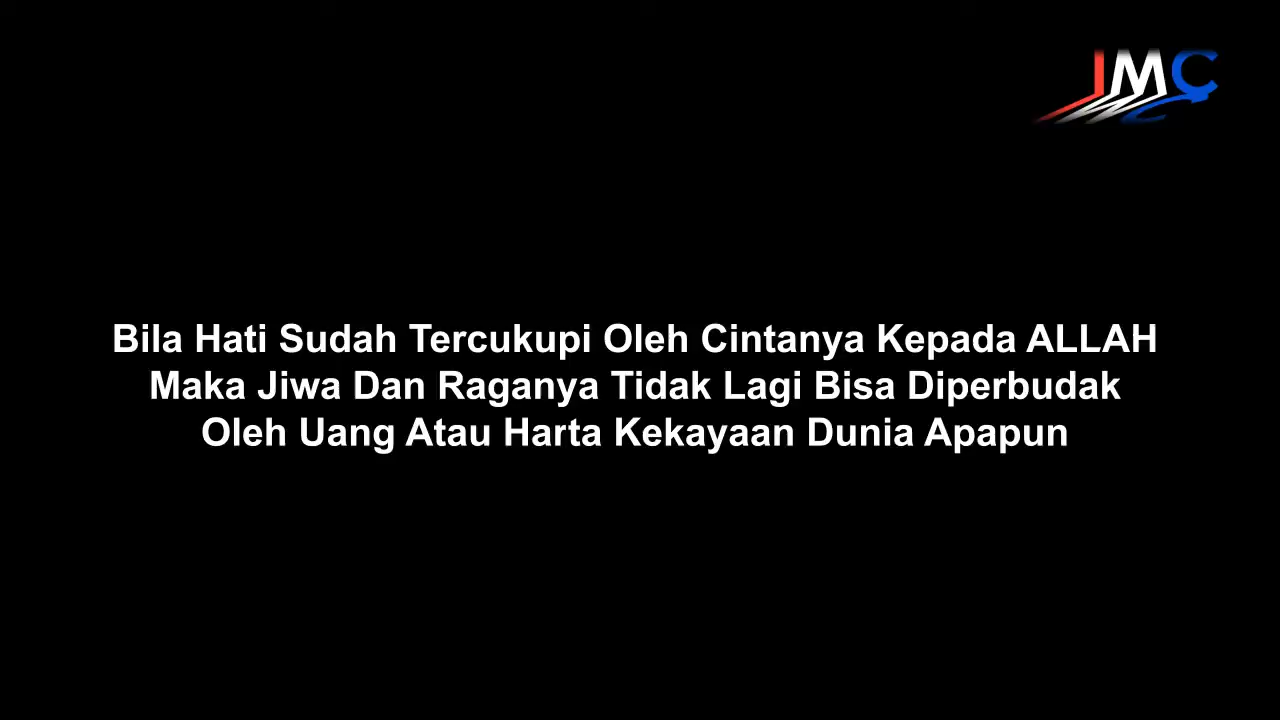 JMC
Bila Hati Sudah Tercukupi Oleh Cintanya Kepada ALLAH
Maka Jiwa Dan Raganya Tidak Lagi Bisa Diperbudak
Oleh Uang Atau Harta Kekayaan Dunia Apapun